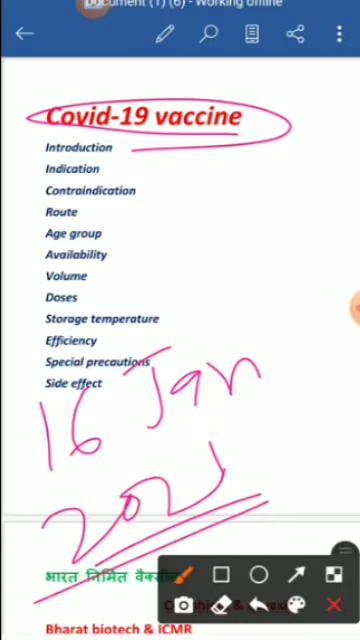 Document (1) (6) - Working offline
Covid-19 vaccine
Introduction
Indication
Contraindication
Route
Age group
Availability
Volume
Doses
Storage temperature
Efficiency
Special precautions
Side effect
16 Jan
2021
भारत निर्मित वैक्सीन
Bharat biotech & ICMR